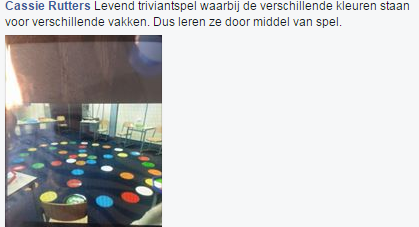 Cassie Rutters Levend triviantspel waarbij de verschillende kleuren staan
voor verschillende vakken. Dus leren ze door middel van spel.